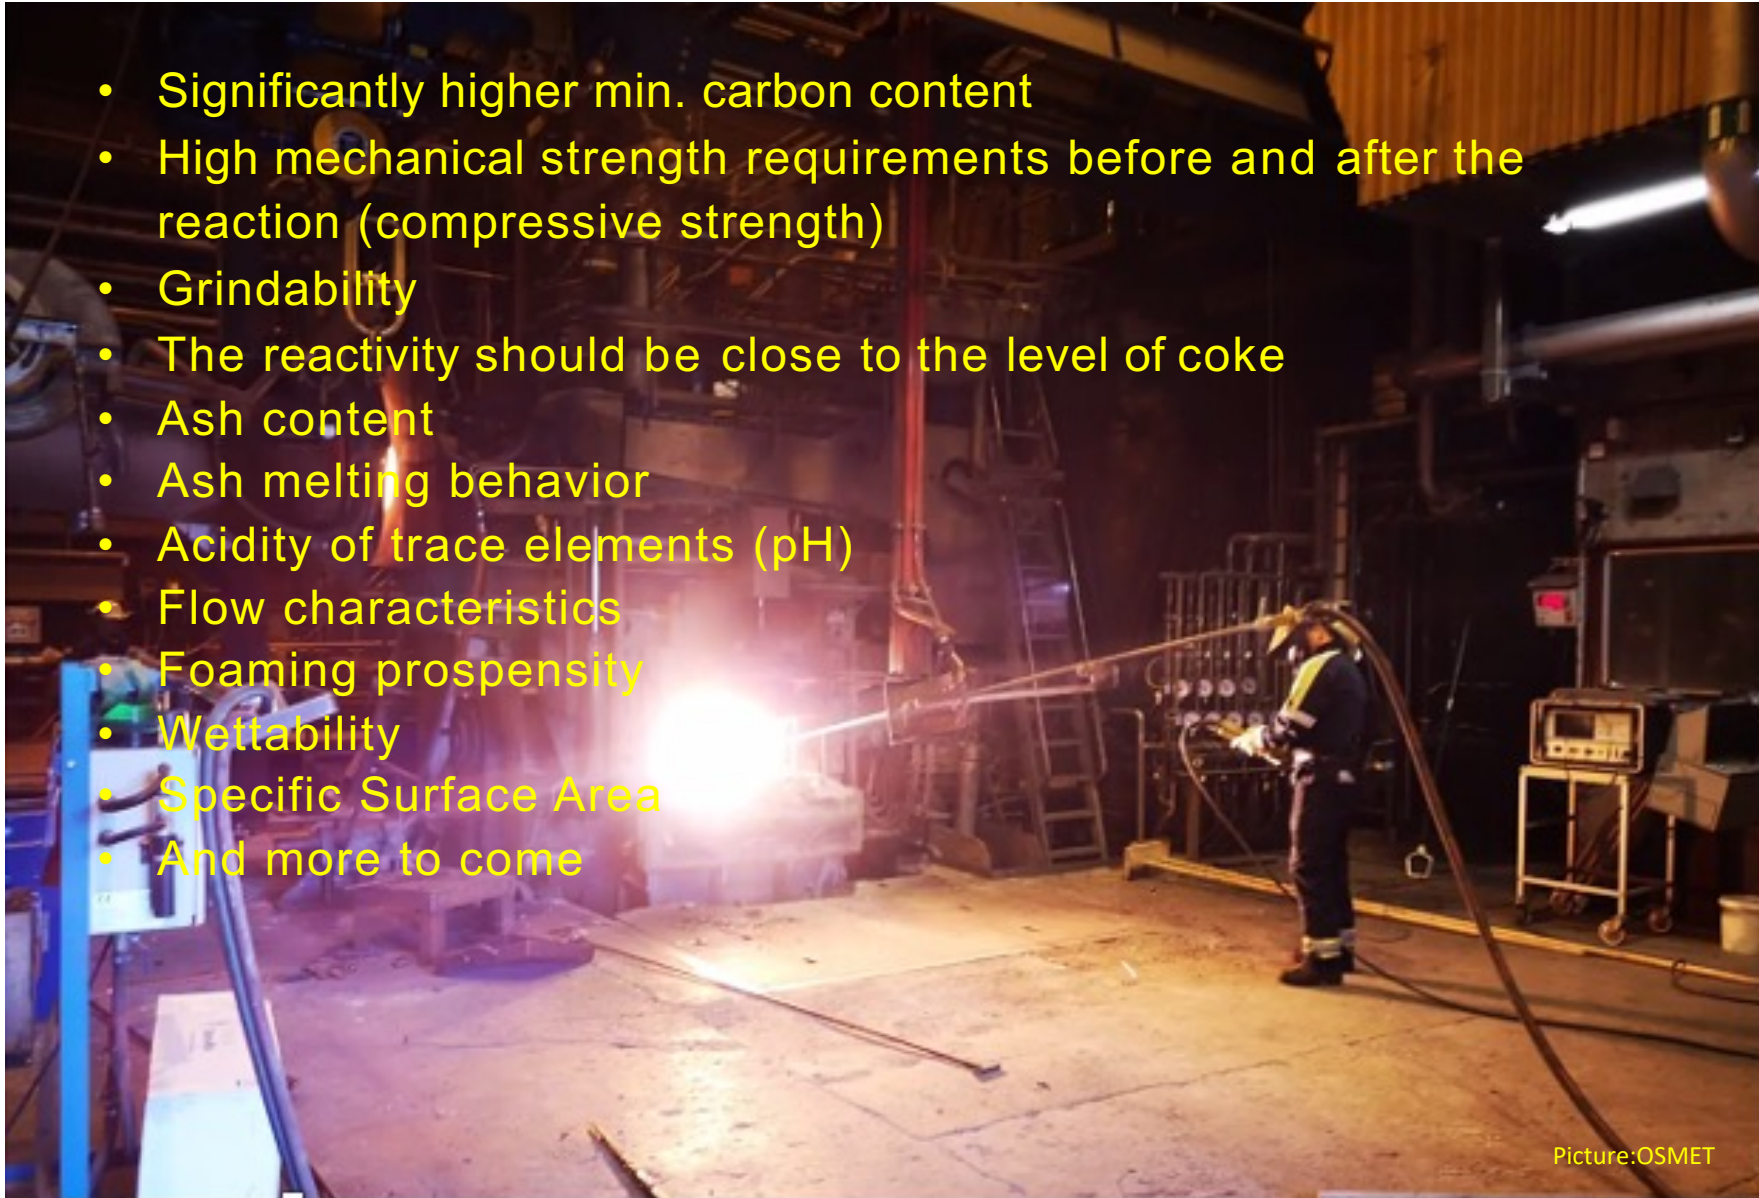 • Significantly higher min. carbon content
• High mechanical strength requirements before and after the
reaction (compressive strength)
• Grindability
• The reactivity should be close to the level of coke
• Ash content
• Ash melting behavior
• Acidity of trace elements (pH)
• Flow characteristics
• Foaming prospensity
• Wettability
• Specific Surface Area
• And more to come
Picture:OSMET